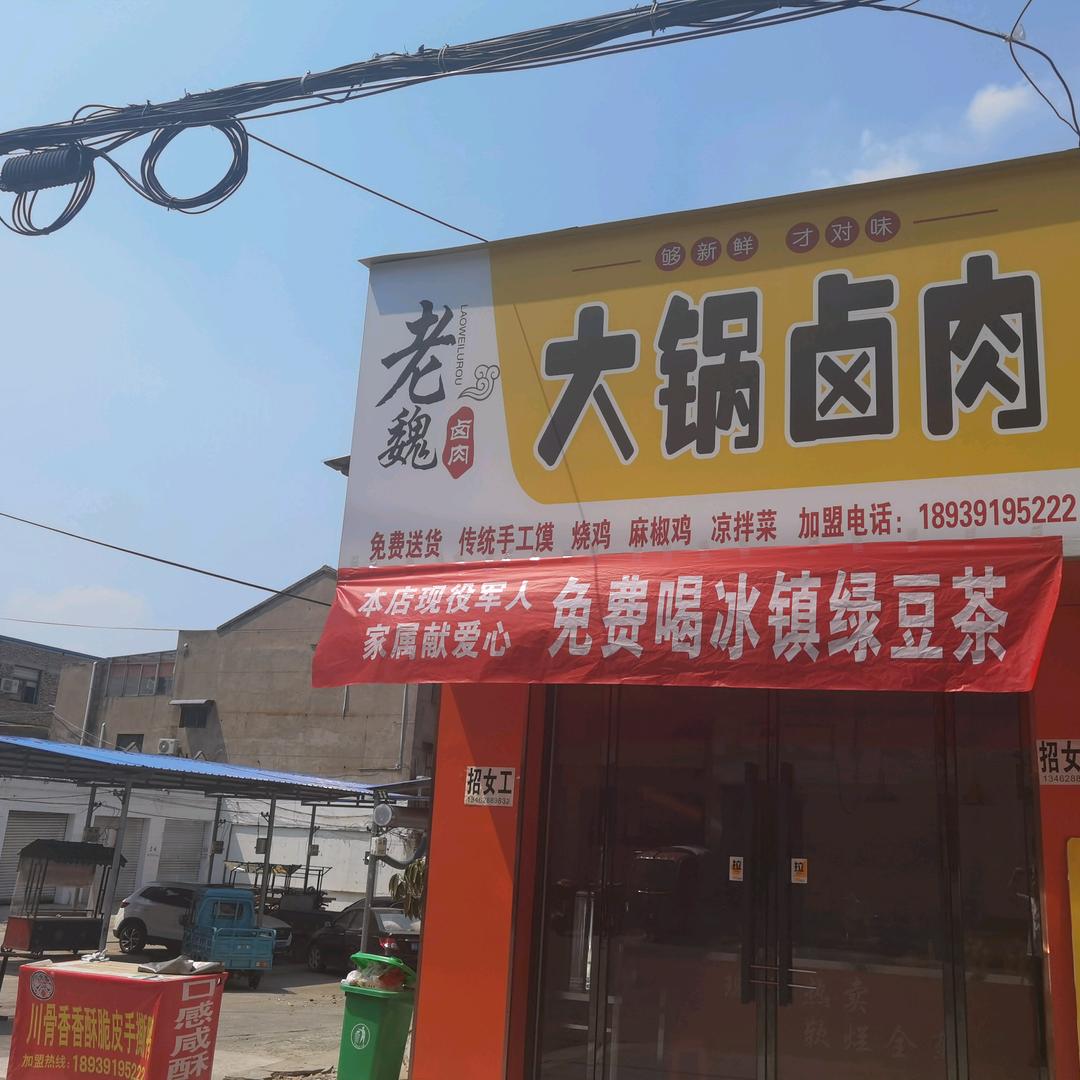 够新鲜 才对味
老魏
LAOWEILUROU
卤肉
大锅卤肉
免费送货 传统手工馍 烧鸡 麻椒鸡 凉拌菜 加盟电话：18939195222
本店现役军人
家属献爱心
免费喝冰镇绿豆茶
招女工
13462889832
招女
拉
拉
川骨香香酥脆皮手撕
加盟热线：18939195222
口感咸酥